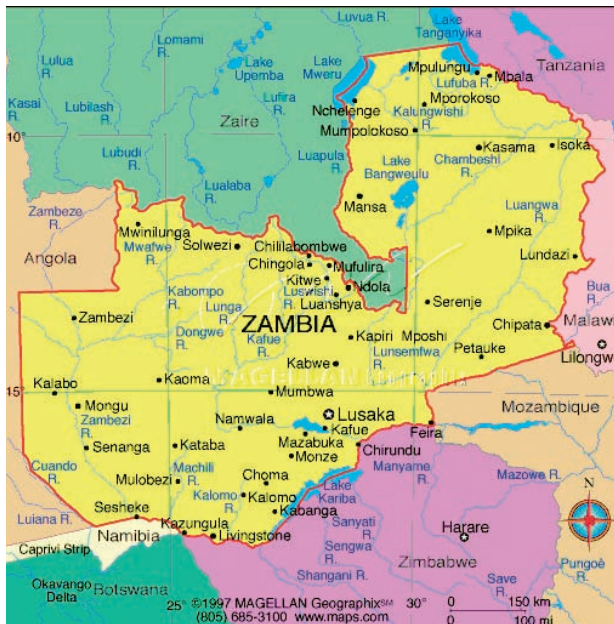 Lake
Tanganyika
Luvua R.
Lomami
R.
Lulua
R.
Lake
Upemba
Lake
Mweru
Mpulungu
Mbala
Tanzania
Lufuba R.
Kasai
R.
Lubilash
R.
Lufira
R.
Nchelenge
Mporokoso
Kalungwishi
R.
Zaire
Mumpolokoso
10°
Kasama
Isoka
Lubudi
R.
Luapula
R.
Lake
Bangweulu
Chambeshi
R.
Lualaba
R.
Mansa
Luangwa
R.
Zambeze
R.
Angola
Mwinilunga
Mwafwe
R.
Solwezi
Chililabombwe
Chingola
Mufulira
Kitwe
Mpika
Lundazi
Kabompo
R.
Lunga
R.
Luswishi
R.
Ndola
Luanshya
Serenje
Bua
R.
Malawi
Zambezi
Dongwe
R.
Kafue
R.
ZAMBIA
Kapiri Mposhi
Chipata
Lunsemfwa
R.
Petauke
Lilongw
Kabwe
MAGELLAN Geographix
Kaoma
Kalabo
15°
Mumbwa
Mongu
Zambezi
R.
Lusaka
Mozambique
Namwala
Kafue
Feira
Senanga
Kataba
Mazabuka
Monze
Chirundu
Cuando
R.
Machili
R.
Mulobezi
Choma
Manyame
R.
Mazowe R.
Kalomo
R.
Kalomo
Lake
Kariba
Luiana R.
Sesheke
Kabanga
Sanyati
R.
N
Kazungula
Livingstone
Harare
Namibia
Caprivi Strip
Sengwa
R.
Zimbabwe
Pungoè
R.
Shangani
R.
Save
R.
Okavango
Delta
Botswana
25°
©1997 MAGELLAN Geographix℠
(805) 685-3100 www.maps.com
30°
0 150 km
0 100 mi